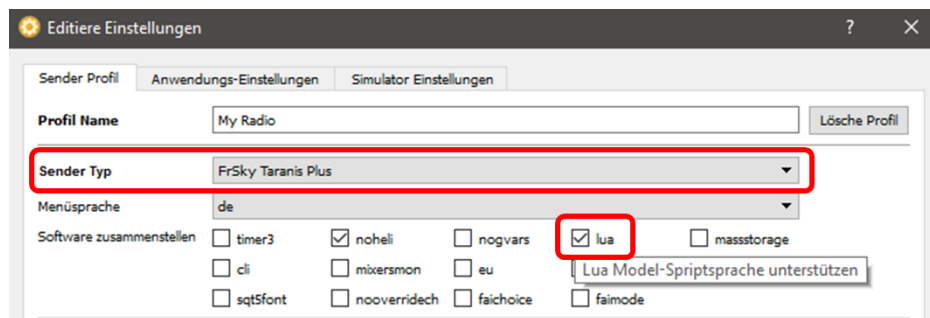 Editiere Einstellungen ? ×
Sender Profil Anwendungs-Einstellungen Simulator Einstellungen
Profil Name My Radio Lösche Profil
Sender Typ FrSky Taranis Plus
Menüsprache de
Software zusammenstellen timer3 noheli nogvars lua massstorage
cli mixersmon eu Lua Model-Spriptsprache unterstützen
sqt5font nooverridech faichoice faimode